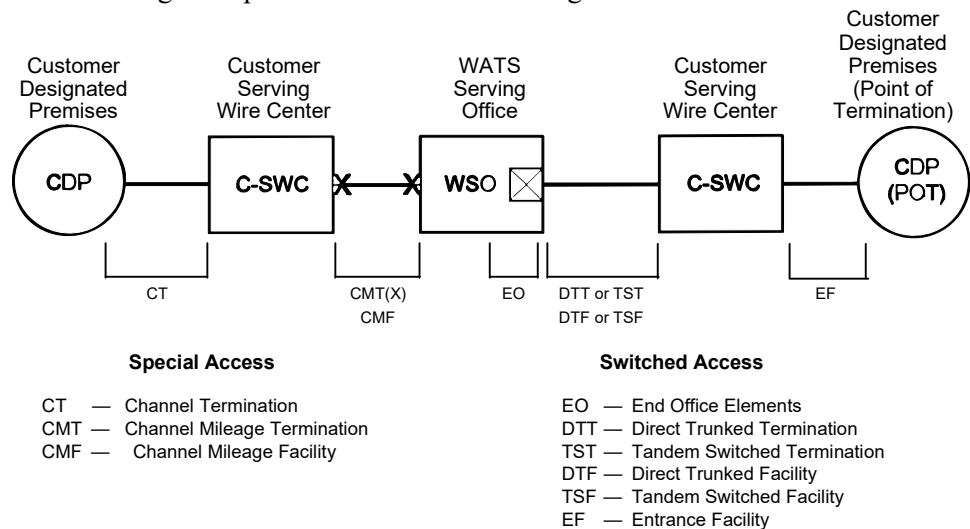 Customer
Designated
Premises
Customer
Serving
Wire Center
WATS
Serving
Office
Customer
Serving
Wire Center
Customer
Designated
Premises
(Point of
Termination)
CDP
C-SWC
X
X
WSO
C-SWC
CDP
(POT)
CT
CMT(X)
CMF
EO
DTT or TST
DTF or TSF
EF
Special Access
CT — Channel Termination
CMT — Channel Mileage Termination
CMF — Channel Mileage Facility
Switched Access
EO — End Office Elements
DTT — Direct Trunked Termination
TST — Tandem Switched Termination
DTF — Direct Trunked Facility
TSF — Tandem Switched Facility
EF — Entrance Facility